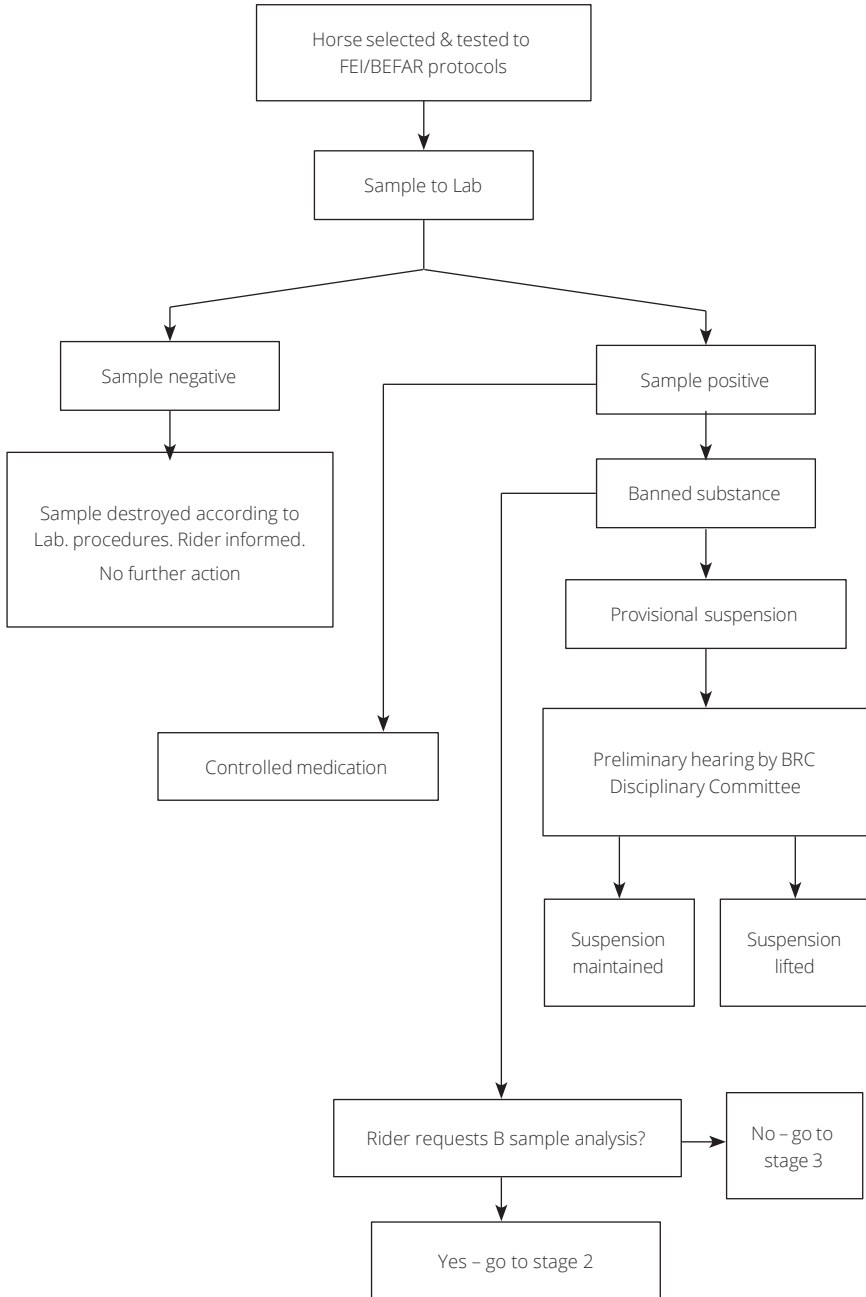 Horse selected & tested to
FEI/BEFAR protocols
Sample to Lab
Sample negative
Sample positive
Sample destroyed according to
Lab. procedures. Rider informed.
No further action
Banned substance
Provisional suspension
Controlled medication
Preliminary hearing by BRC
Disciplinary Committee
Suspension
maintained
Suspension
lifted
Rider requests B sample analysis?
No – go to
stage 3
Yes – go to stage 2